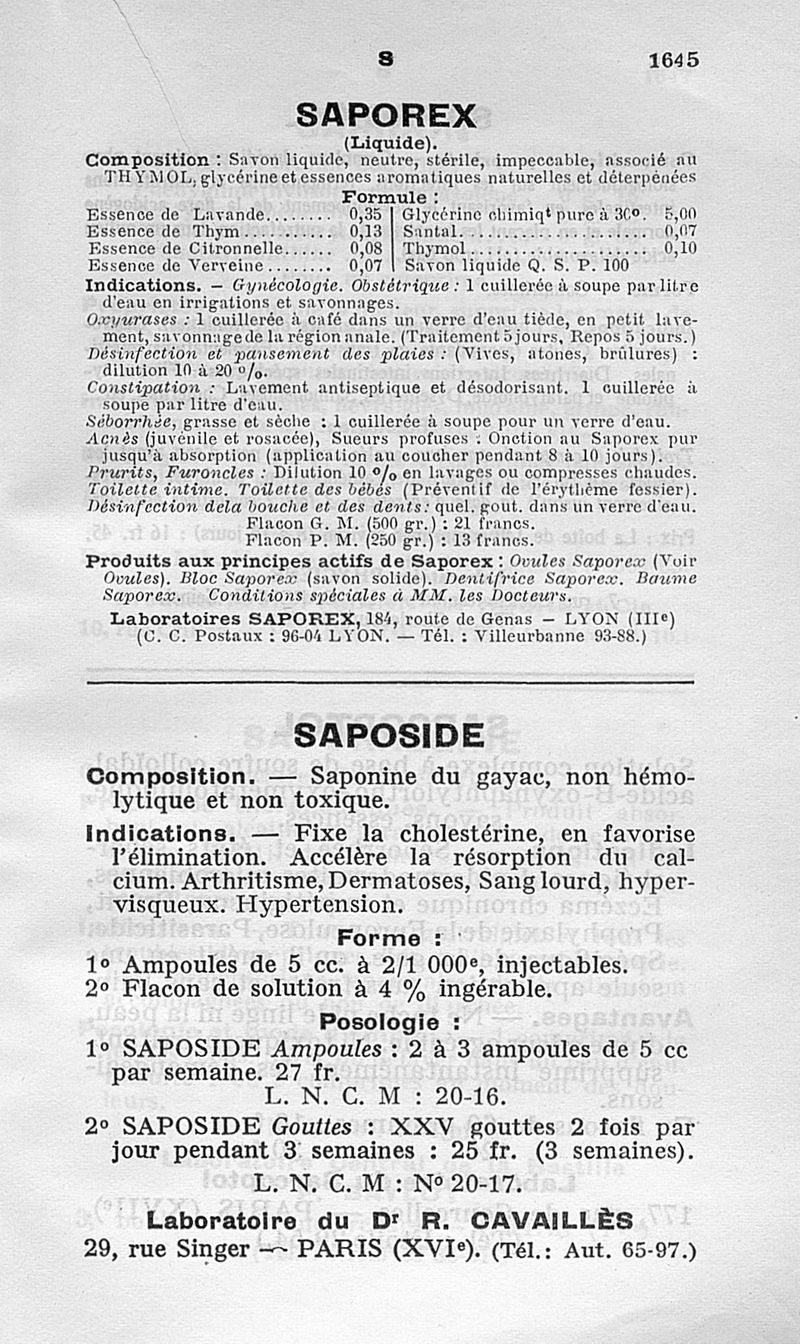 S 1645
SAPOREX
(Liquide).
Composition : Savon liquide, neutre, stérile, impeccable, associé au
THYMOL, glycérine et essences aromatiques naturelles et déterpénées
Formule :
Essence de Lavande......... 0,35 | Glycérine chimiqt pure à 30o. 5,00
Essence de Thym........... 0,13 | Santal........................ 0,07
Essence de Citronnelle...... 0,08 | Thymol...................... 0,10
Essence de Verveine........ 0,07 | Savon liquide Q. S. P. 100
Indications. — Gynécologie. Obstétrique : 1 cuillerée à soupe par litre
d'eau en irrigations et savonnages.
Oxyurases : 1 cuillerée à café dans un verre d'eau tiède, en petit lave-
ment, savonnage de la région anale. (Traitement 5 jours, Repos 5 jours.)
Désinfection et pansement des plaies : (Vives, atones, brûlures) :
dilution 10 à 20 o/o.
Constipation : Lavement antiseptique et désodorisant. 1 cuillerée à
soupe par litre d'eau.
Séborrhée, grasse et sèche : 1 cuillerée à soupe pour un verre d'eau.
Acnès (juvénile et rosacée), Sueurs profuses : Onction au Saporex pur
jusqu'à absorption (application au coucher pendant 8 à 10 jours).
Prurits, Furoncles : Dilution 10 o/o en lavages ou compresses chaudes.
Toilette intime. Toilette des bébés (Préventif de l'érythème fessier).
Désinfection de la bouche et des dents: quel. gout. dans un verre d'eau.
Flacon G. M. (500 gr.) : 21 francs.
Flacon P. M. (250 gr.) : 13 francs.
Produits aux principes actifs de Saporex : Ovules Saporex (Voir
Ovules). Bloc Saporex (savon solide). Dentifrice Saporex. Baume
Saporex. Conditions spéciales à MM. les Docteurs.
Laboratoires SAPOREX, 184, route de Genas — LYON (IIIe)
(C. C. Postaux : 96-04 LYON. — Tél. : Villeurbanne 93-88.)
SAPOSIDE
Composition. — Saponine du gayac, non hémo-
lytique et non toxique.
Indications. — Fixe la cholestérine, en favorise
l'élimination. Accélère la résorption du cal-
cium. Arthritisme, Dermatoses, Sang lourd, hyper-
visqueux. Hypertension.
Forme :
1o Ampoules de 5 cc. à 2/1 000e, injectables.
2o Flacon de solution à 4 % ingérable.
Posologie :
1o SAPOSIDE Ampoules : 2 à 3 ampoules de 5 cc
par semaine. 27 fr.
L. N. C. M : 20-16.
2o SAPOSIDE Gouttes : XXV gouttes 2 fois par
jour pendant 3 semaines : 25 fr. (3 semaines).
L. N. C. M : No 20-17.
Laboratoire du Dr R. CAVAILLÈS
29, rue Singer — PARIS (XVIe). (Tél.: Aut. 65-97.)